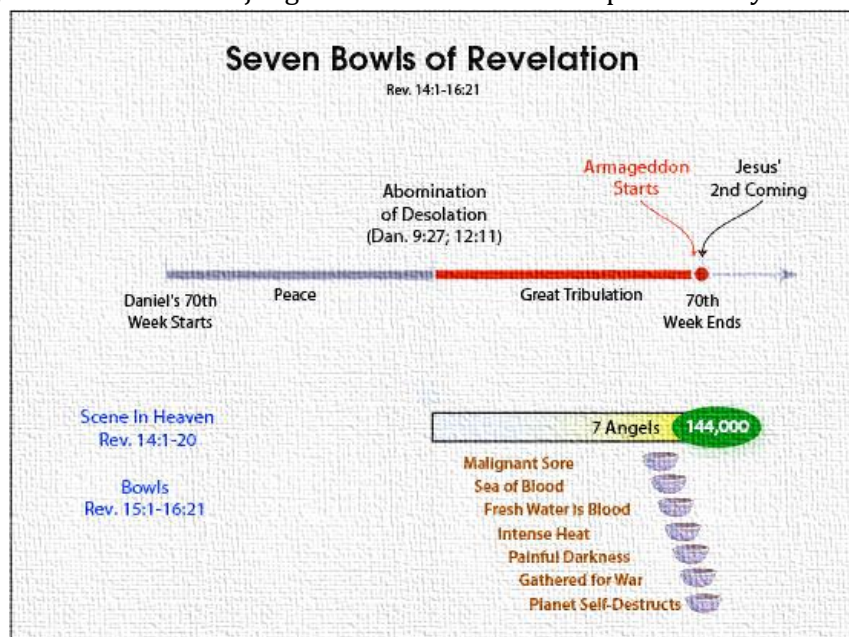 Seven Bowls of Revelation
Rev. 14:1-16:21
Armageddon
Starts
Jesus'
2nd Coming
Abomination
of Desolation
(Dan. 9:27; 12:11)
Daniel's 70th
Week Starts
Peace
Great Tribulation
70th
Week Ends
Scene In Heaven
Rev. 14:1-20
7 Angels
144,000
Bowls
Rev. 15:1-16:21
Malignant Sore
Sea of Blood
Fresh Water is Blood
Intense Heat
Painful Darkness
Gathered for War
Planet Self-Destructs